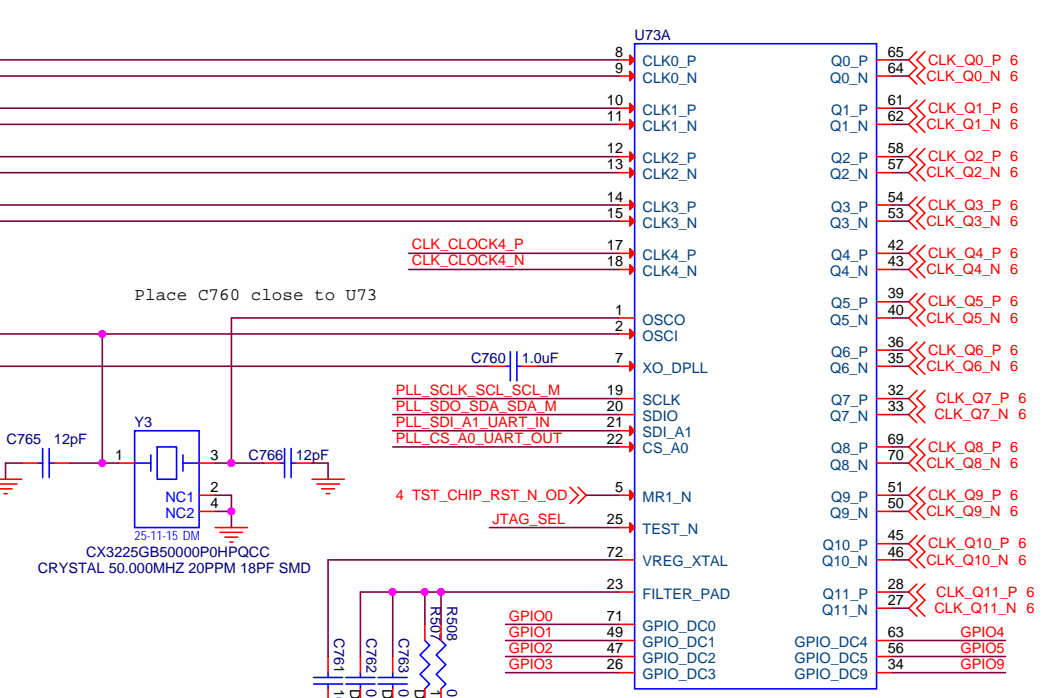 U73A
8 CLK0_P Q0_P 65 CLK_Q0_P 6
9 CLK0_N Q0_N 64 CLK_Q0_N 6
10 CLK1_P Q1_P 61 CLK_Q1_P 6
11 CLK1_N Q1_N 62 CLK_Q1_N 6
12 CLK2_P Q2_P 58 CLK_Q2_P 6
13 CLK2_N Q2_N 57 CLK_Q2_N 6
14 CLK3_P Q3_P 54 CLK_Q3_P 6
15 CLK3_N Q3_N 53 CLK_Q3_N 6
CLK_CLOCK4_P 17 CLK4_P Q4_P 42 CLK_Q4_P 6
CLK_CLOCK4_N 18 CLK4_N Q4_N 43 CLK_Q4_N 6
Place C760 close to U73
Q5_P 39 CLK_Q5_P 6
1 OSCO Q5_N 40 CLK_Q5_N 6
2 OSCI
Q6_P 36 CLK_Q6_P 6
C760 1.0uF 7 XO_DPLL Q6_N 35 CLK_Q6_N 6
PLL_SCLK_SCL_SCL_M 19 SCLK Q7_P 32 CLK_Q7_P 6
PLL_SDO_SDA_SDA_M 20 SDIO Q7_N 33 CLK_Q7_N 6
PLL_SDI_A1_UART_IN 21 SDI_A1
PLL_CS_A0_UART_OUT 22 CS_A0 Q8_P 69 CLK_Q8_P 6
Q8_N 70 CLK_Q8_N 6
Y3
C765 12pF 1 3 C766 12pF
4 TST_CHIP_RST_N_OD 5 MR1_N Q9_P 51 CLK_Q9_P 6
Q9_N 50 CLK_Q9_N 6
NC1 2
NC2 4
JTAG_SEL 25 TEST_N
25-11-15 DM
CX3225GB50000P0HPQCC
CRYSTAL 50.000MHZ 20PPM 18PF SMD
Q10_P 45 CLK_Q10_P 6
72 VREG_XTAL Q10_N 46 CLK_Q10_N 6
23 FILTER_PAD Q11_P 28 CLK_Q11_P 6
Q11_N 27 CLK_Q11_N 6
GPIO0 71 GPIO_DC0
GPIO1 49 GPIO_DC1 GPIO_DC4 63 GPIO4
GPIO2 47 GPIO_DC2 GPIO_DC5 56 GPIO5
GPIO3 26 GPIO_DC3 GPIO_DC9 34 GPIO9
C761
C762
C763
R507
R508